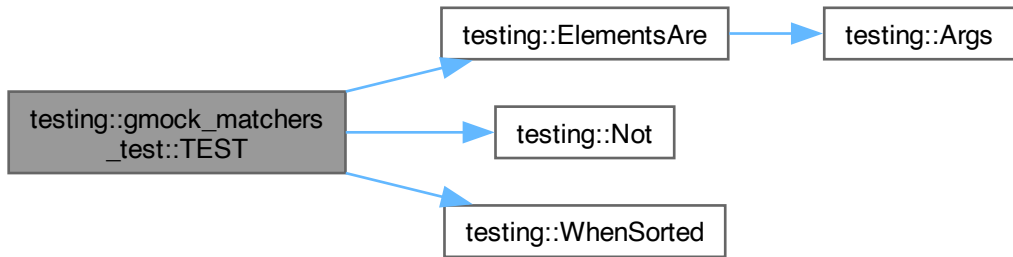 testing::ElementsAre
testing::Args
testing::gmock_matchers
_test::TEST
testing::Not
testing::WhenSorted